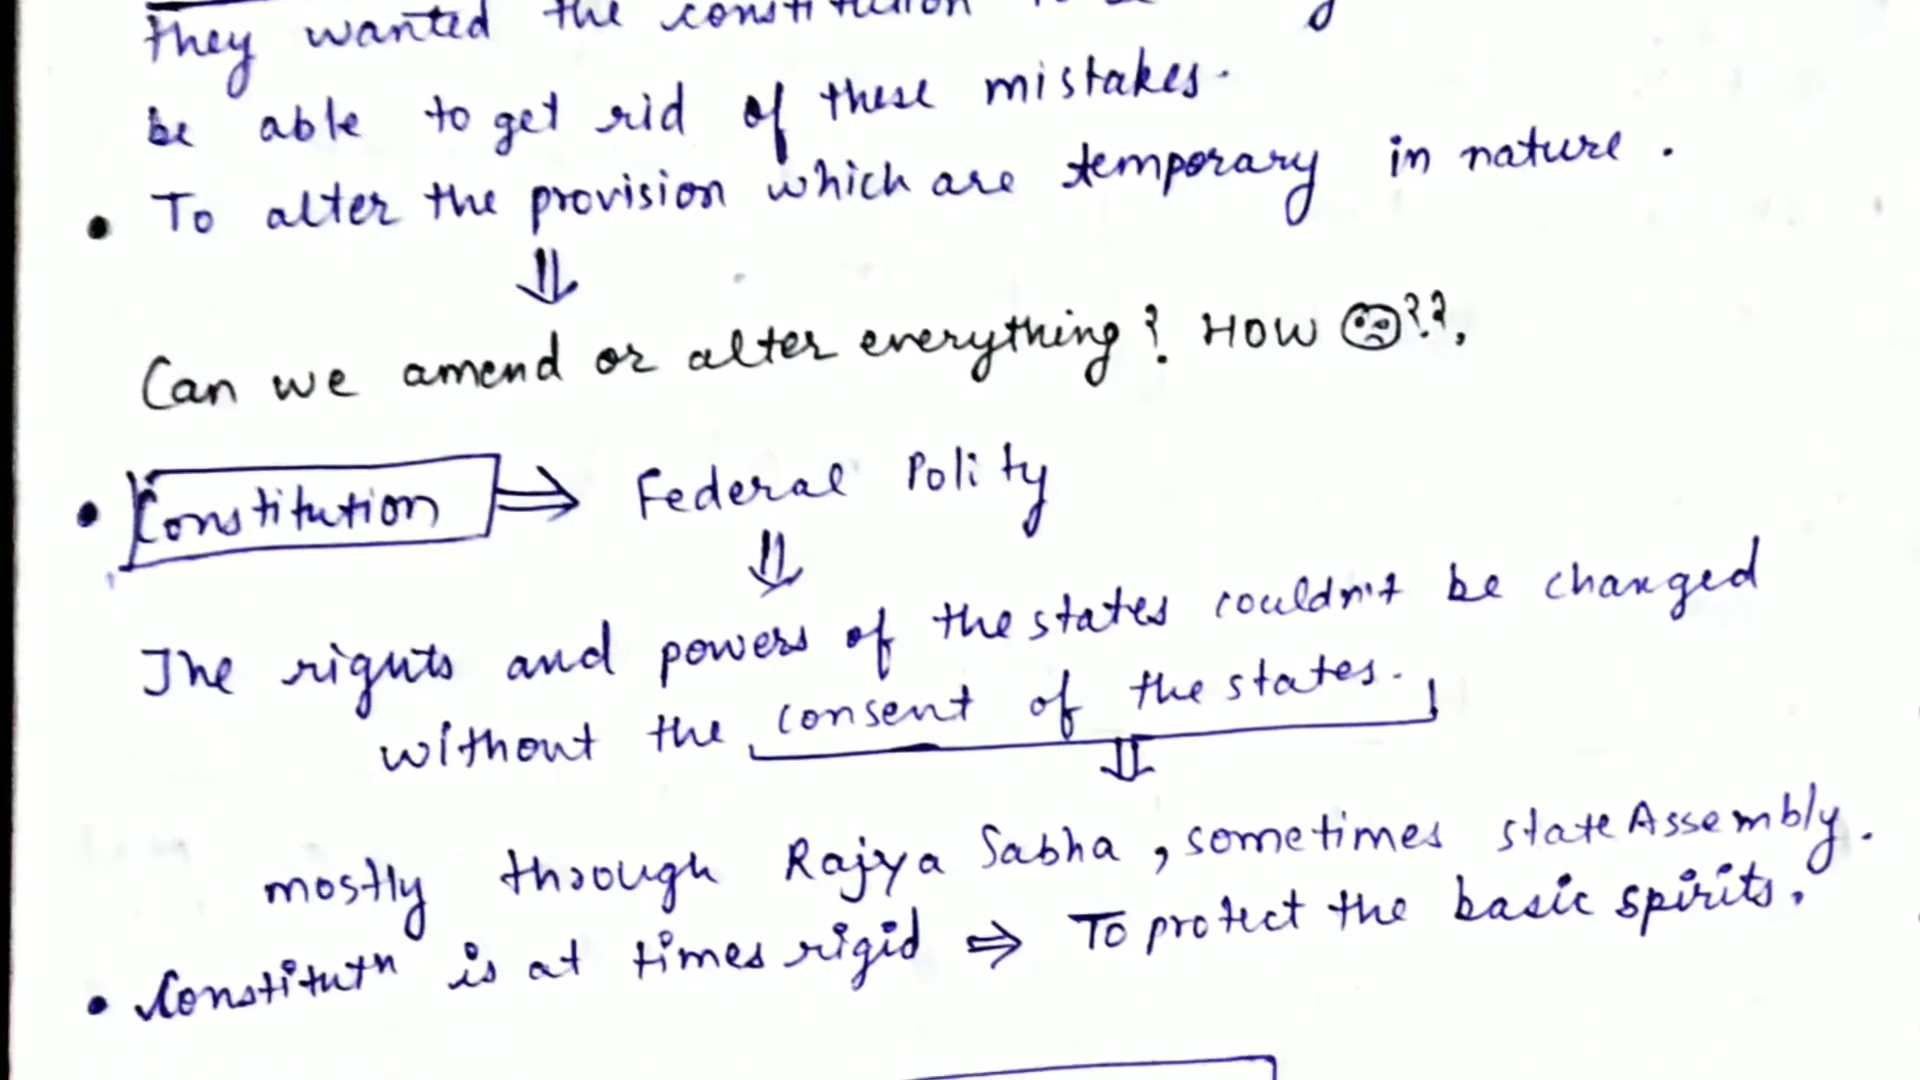 they wanted the constitution
be able to get rid of these mistakes.
• To alter the provision which are temporary in nature.
⇓
Can we amend or alter everything? How ☹??.
• Constitution ⇒ Federal Polity
⇓
The rights and powers of the states couldn't be changed
without the consent of the states.
⇓
mostly through Rajya Sabha, sometimes state Assembly.
• Constitutn is at times rigid ⇒ To protect the basic spirits.